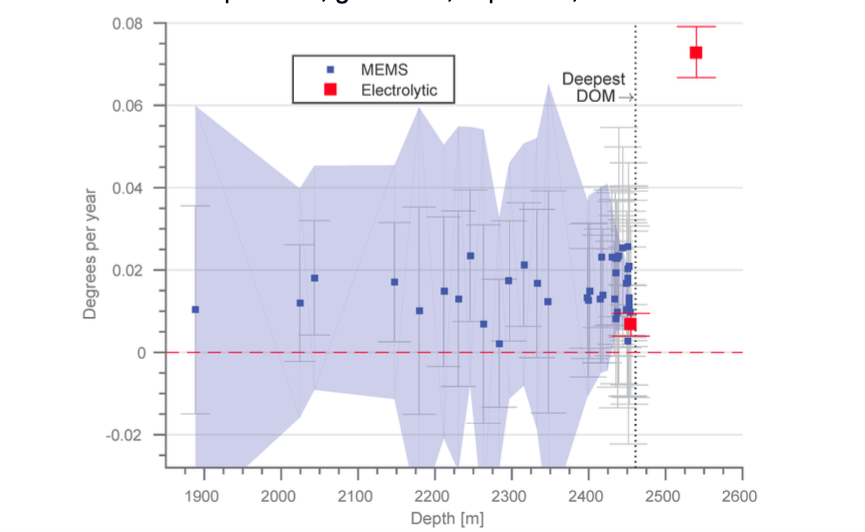 0.08
0.06
0.04
0.02
0
-0.02
Degrees per year
MEMS
Electrolytic
Deepest
DOM→
1900 2000 2100 2200 2300 2400 2500 2600
Depth [m]